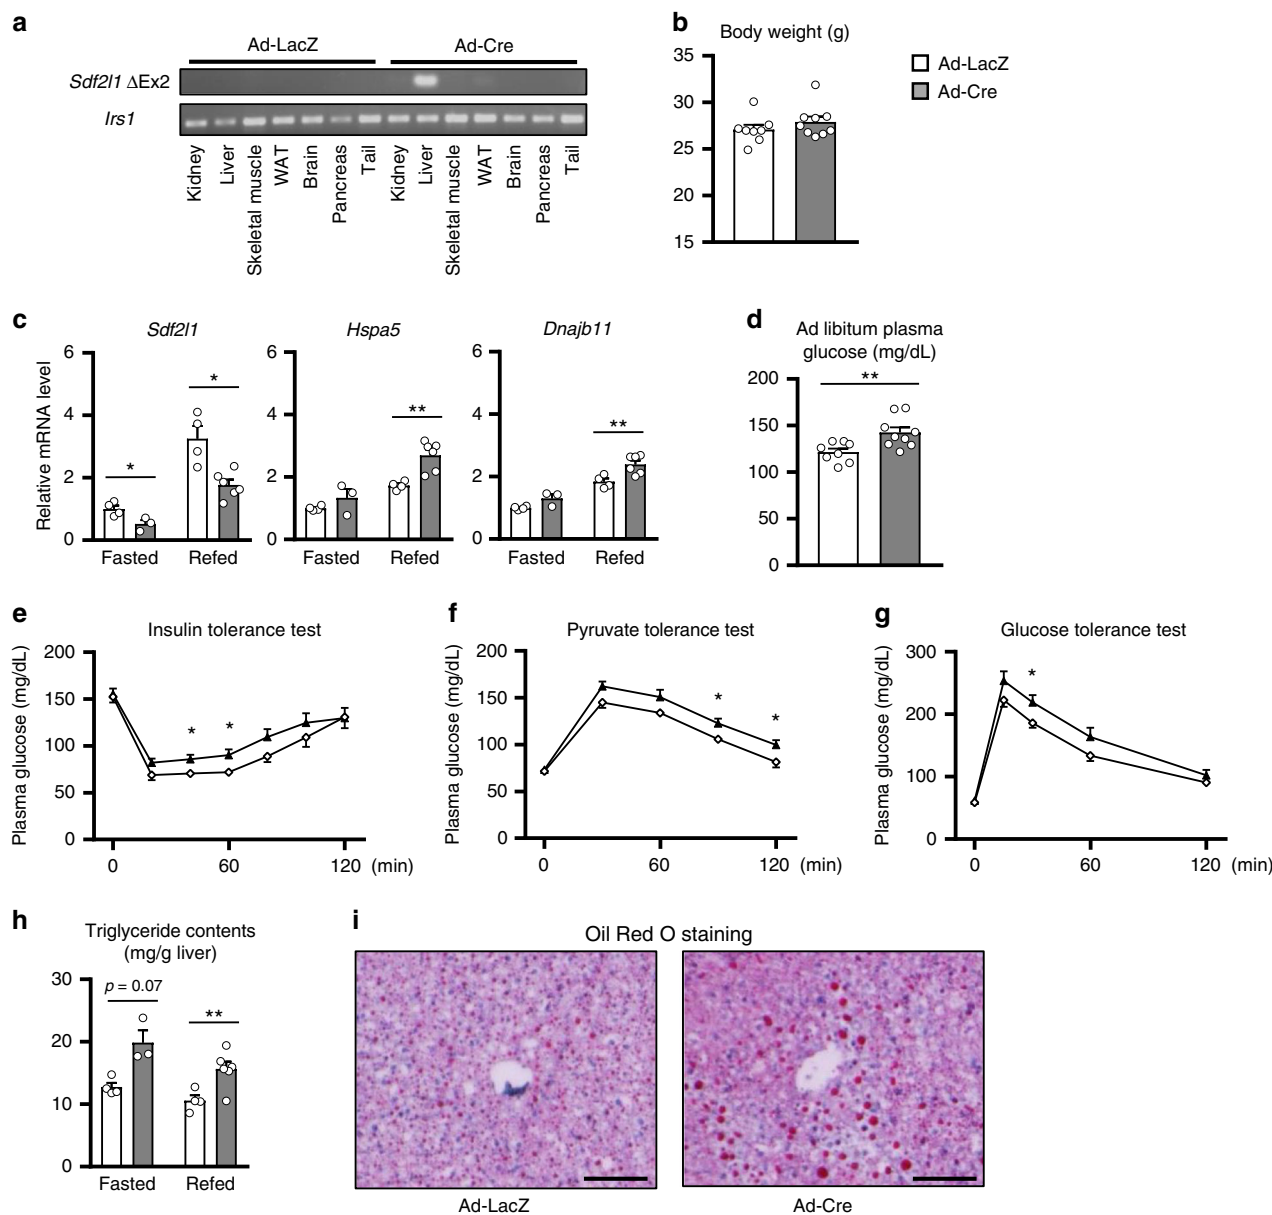 a
Ad-LacZ
Ad-Cre
Sdf2l1 ΔEx2
Irs1
Kidney
Liver
Skeletal muscle
WAT
Brain
Pancreas
Tail
Kidney
Liver
Skeletal muscle
WAT
Brain
Pancreas
Tail
b
Body weight (g)
35
30
25
20
15
Ad-LacZ
Ad-Cre
c
Relative mRNA level
Sdf2l1
6
4
2
0
*
*
Fasted
Refed
Hspa5
6
4
2
0
**
Fasted
Refed
Dnajb11
6
4
2
0
**
Fasted
Refed
d
Ad libitum plasma
glucose (mg/dL)
200
150
100
50
0
**
e
Insulin tolerance test
Plasma glucose (mg/dL)
200
150
100
50
0
*
*
0
60
120
(min)
f
Pyruvate tolerance test
Plasma glucose (mg/dL)
200
150
100
50
0
*
*
0
60
120
(min)
g
Glucose tolerance test
Plasma glucose (mg/dL)
300
200
100
0
*
0
60
120
(min)
h
Triglyceride contents
(mg/g liver)
30
20
10
0
p = 0.07
**
Fasted
Refed
i
Oil Red O staining
Ad-LacZ
Ad-Cre